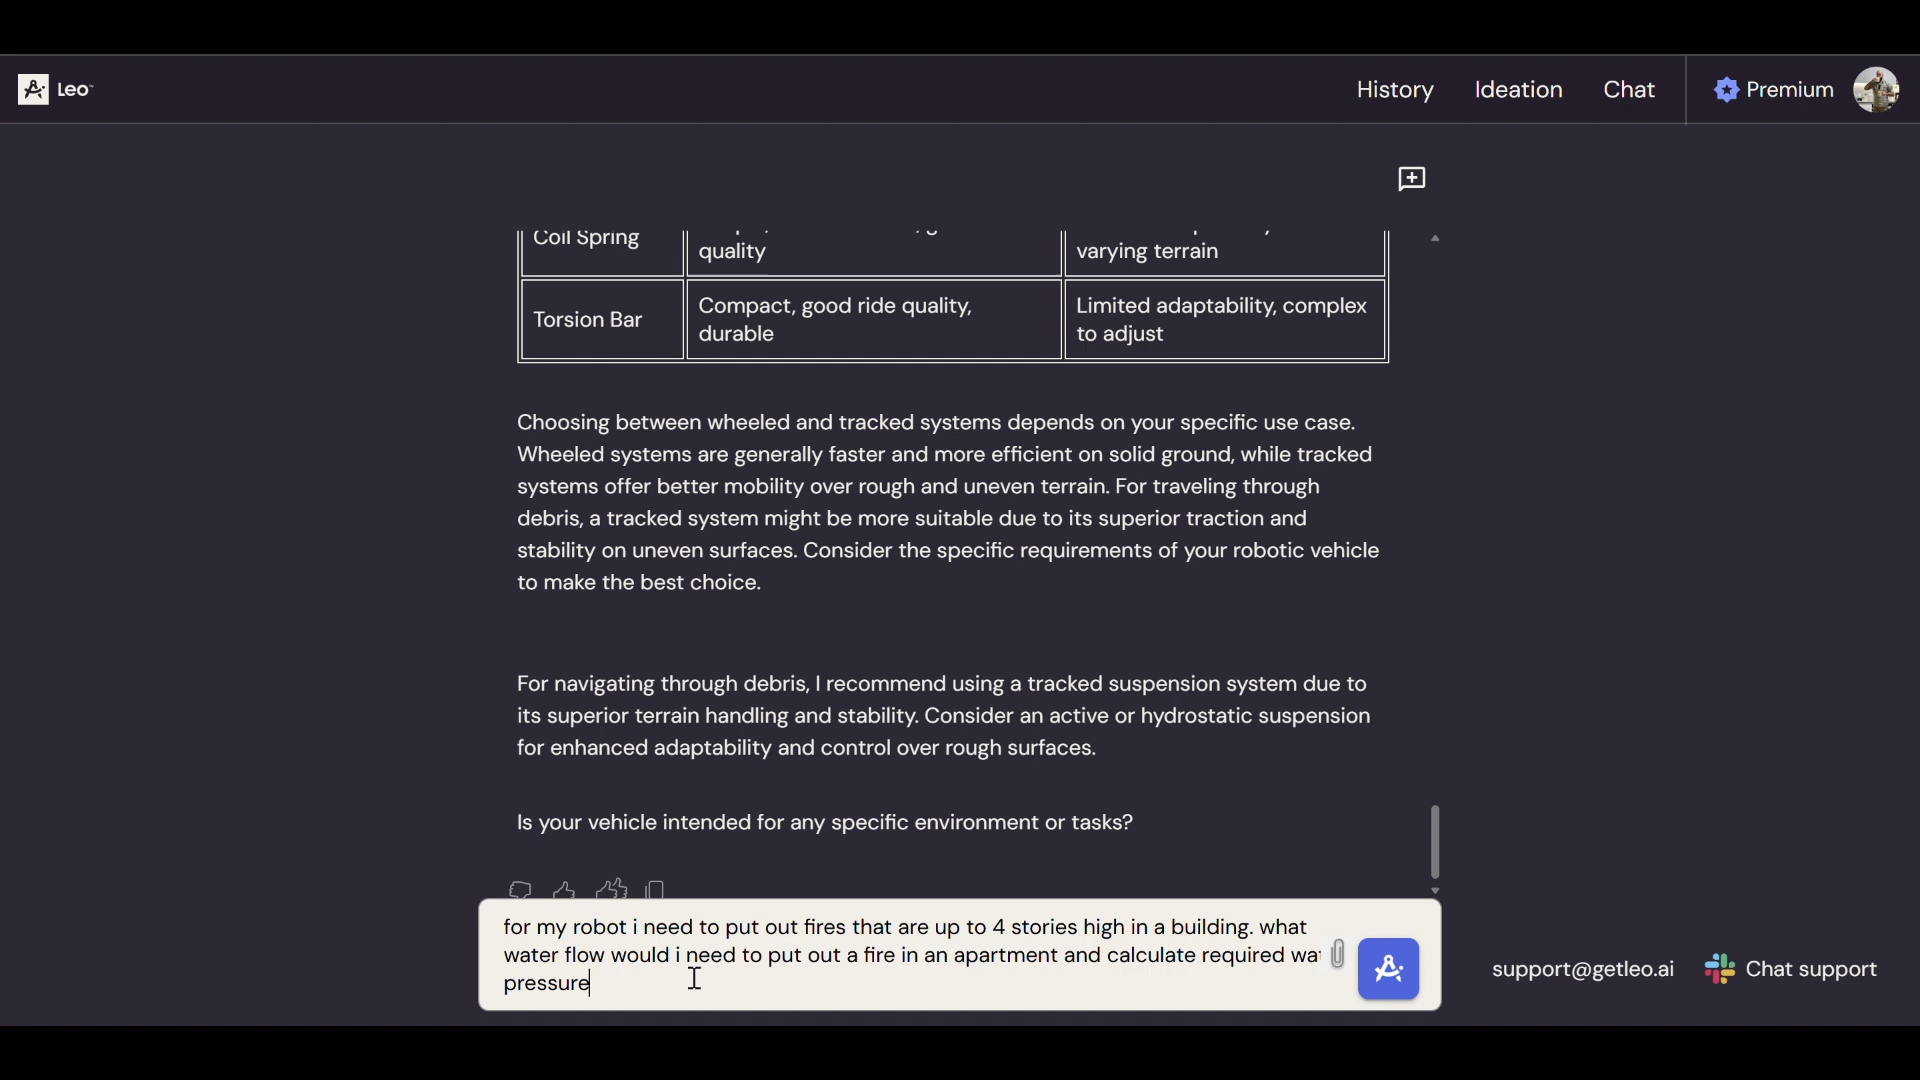 Leo™
History
Ideation
Chat
Premium
Coil Spring
quality
varying terrain
Torsion Bar
Compact, good ride quality,
durable
Limited adaptability, complex
to adjust
Choosing between wheeled and tracked systems depends on your specific use case.
Wheeled systems are generally faster and more efficient on solid ground, while tracked
systems offer better mobility over rough and uneven terrain. For traveling through
debris, a tracked system might be more suitable due to its superior traction and
stability on uneven surfaces. Consider the specific requirements of your robotic vehicle
to make the best choice.
For navigating through debris, I recommend using a tracked suspension system due to
its superior terrain handling and stability. Consider an active or hydrostatic suspension
for enhanced adaptability and control over rough surfaces.
Is your vehicle intended for any specific environment or tasks?
for my robot i need to put out fires that are up to 4 stories high in a building. what
water flow would i need to put out a fire in an apartment and calculate required wat
pressure
support@getleo.ai
Chat support